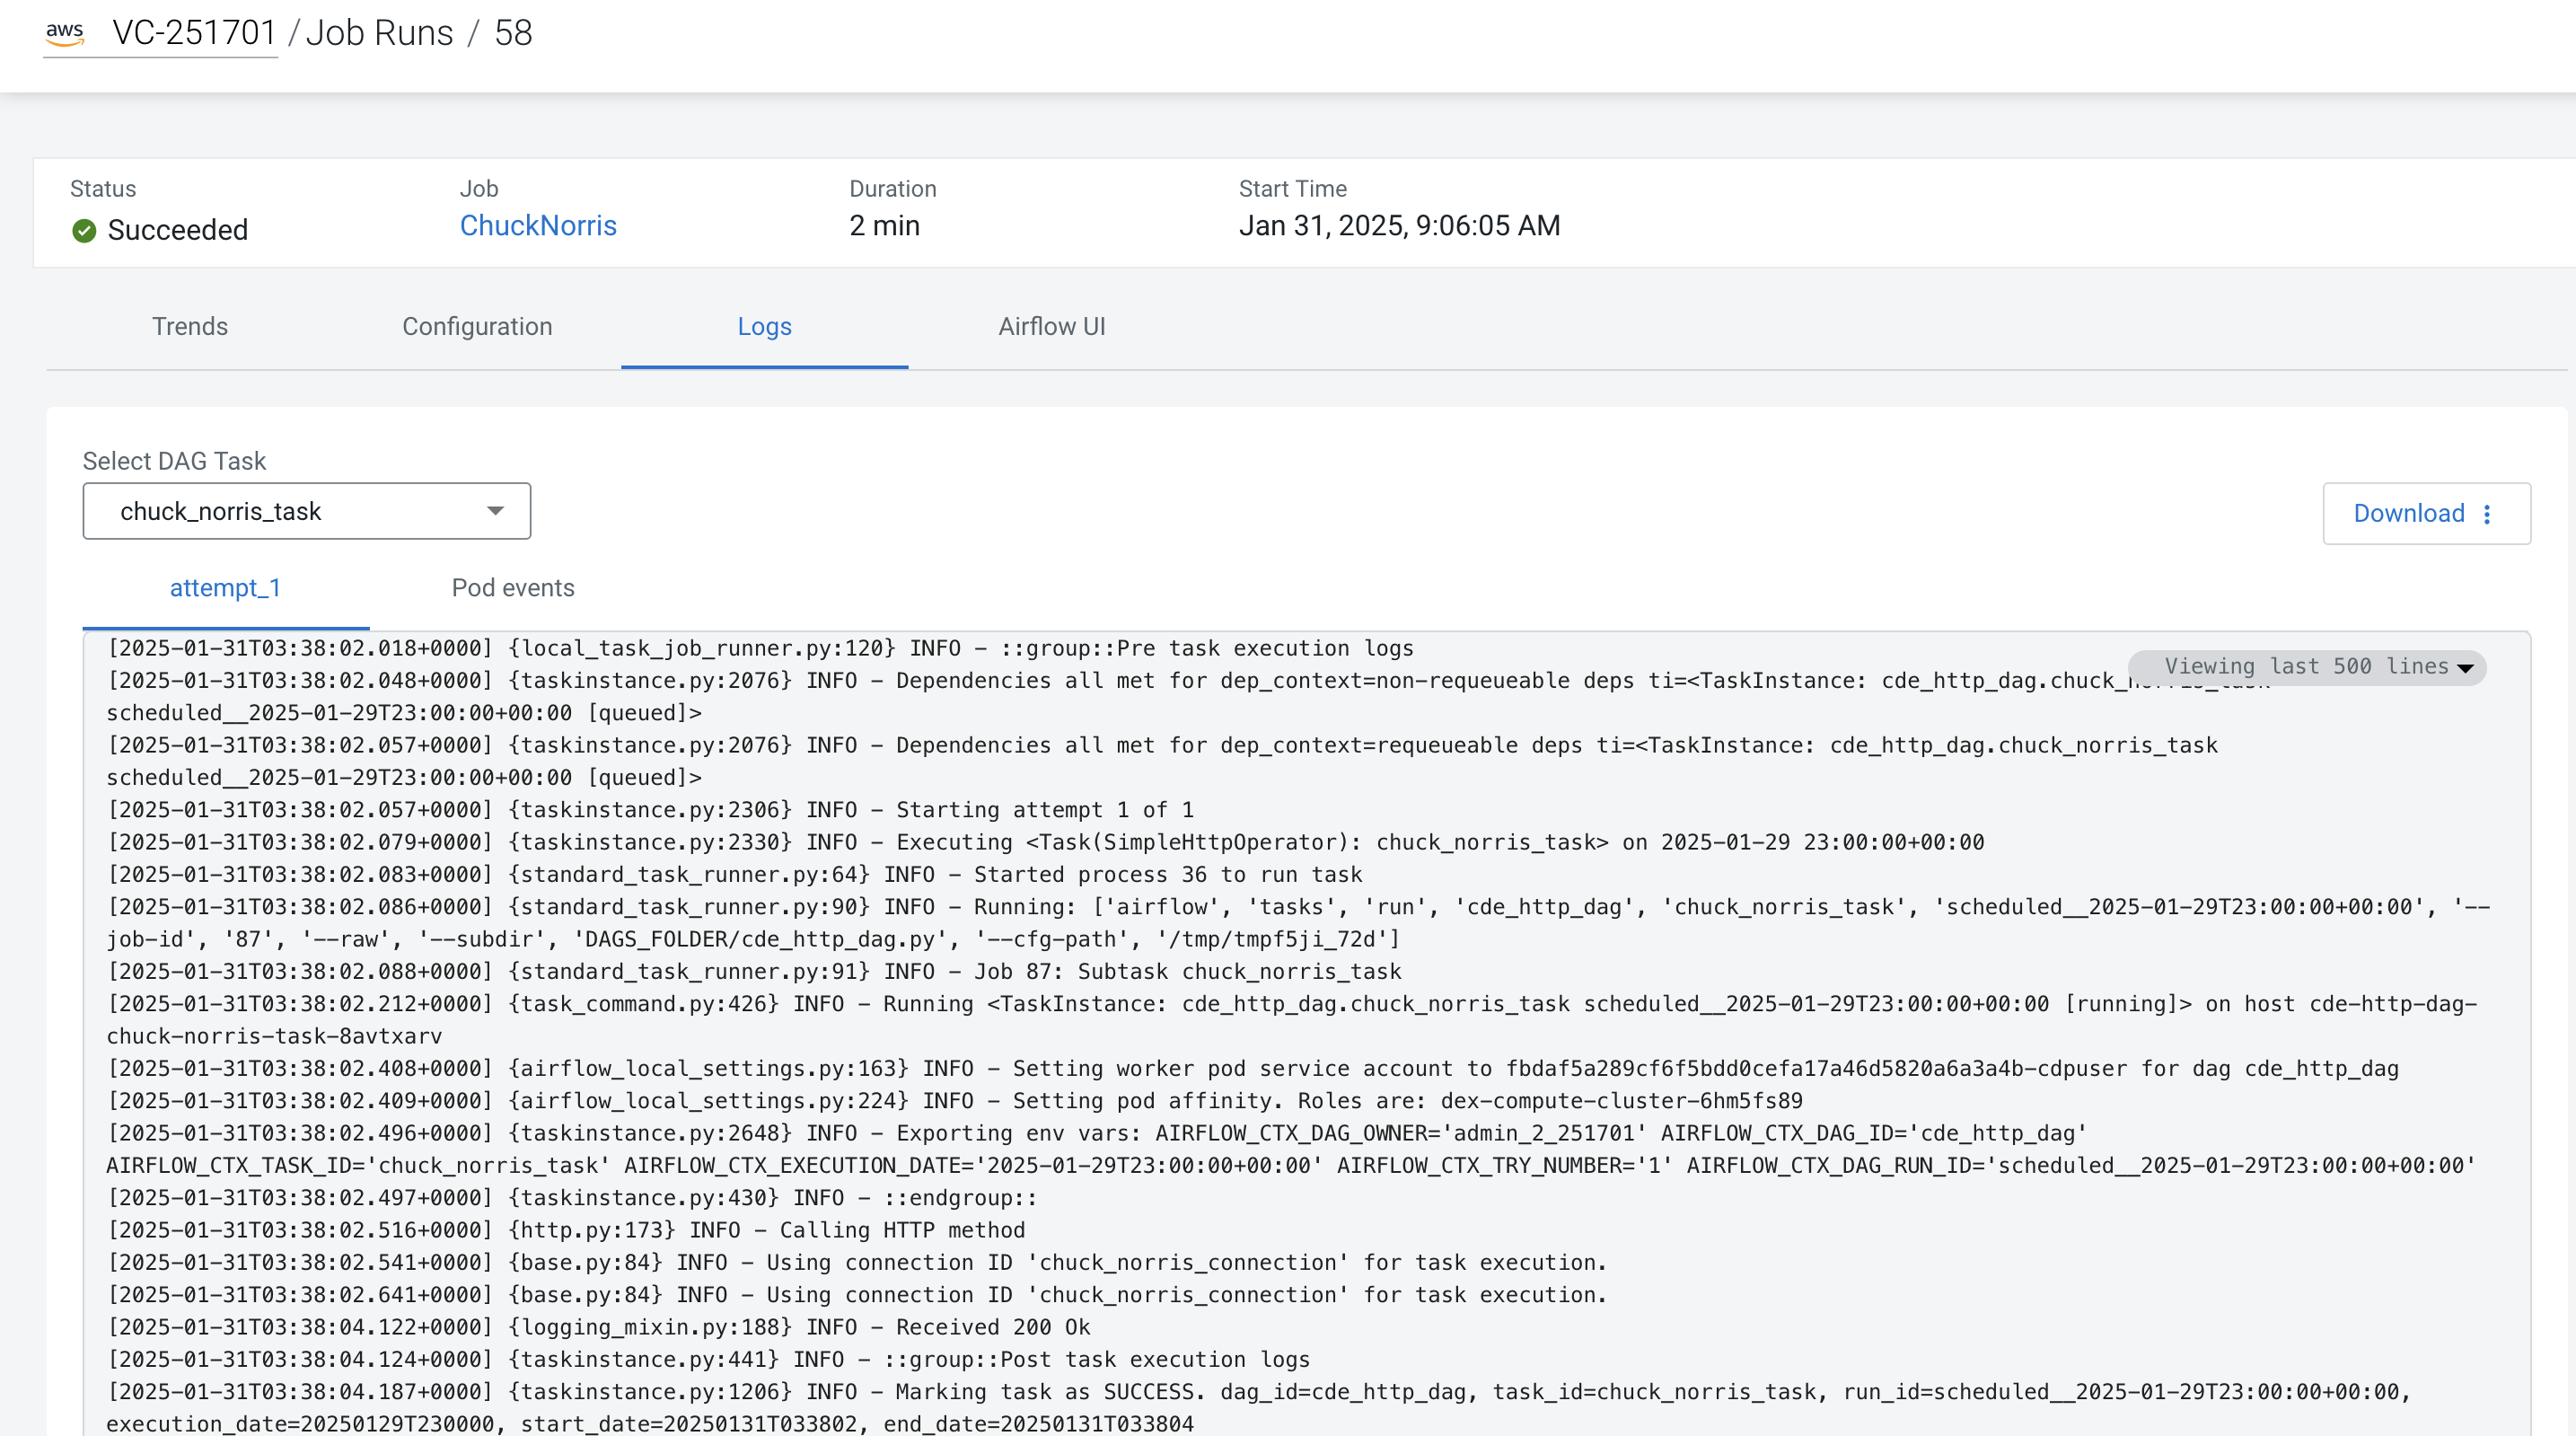 aws VC-251701 / Job Runs / 58
Status Job Duration Start Time
Succeeded ChuckNorris 2 min Jan 31, 2025, 9:06:05 AM
Trends Configuration Logs Airflow UI
Select DAG Task
chuck_norris_task Download
attempt_1 Pod events
Viewing last 500 lines
[2025-01-31T03:38:02.018+0000] {local_task_job_runner.py:120} INFO - ::group::Pre task execution logs
[2025-01-31T03:38:02.048+0000] {taskinstance.py:2076} INFO - Dependencies all met for dep_context=non-requeueable deps ti=<TaskInstance: cde_http_dag.chuck_norris_task
scheduled__2025-01-29T23:00:00+00:00 [queued]>
[2025-01-31T03:38:02.057+0000] {taskinstance.py:2076} INFO - Dependencies all met for dep_context=requeueable deps ti=<TaskInstance: cde_http_dag.chuck_norris_task
scheduled__2025-01-29T23:00:00+00:00 [queued]>
[2025-01-31T03:38:02.057+0000] {taskinstance.py:2306} INFO - Starting attempt 1 of 1
[2025-01-31T03:38:02.079+0000] {taskinstance.py:2330} INFO - Executing <Task(SimpleHttpOperator): chuck_norris_task> on 2025-01-29 23:00:00+00:00
[2025-01-31T03:38:02.083+0000] {standard_task_runner.py:64} INFO - Started process 36 to run task
[2025-01-31T03:38:02.086+0000] {standard_task_runner.py:90} INFO - Running: ['airflow', 'tasks', 'run', 'cde_http_dag', 'chuck_norris_task', 'scheduled__2025-01-29T23:00:00+00:00', '--
job-id', '87', '--raw', '--subdir', 'DAGS_FOLDER/cde_http_dag.py', '--cfg-path', '/tmp/tmpf5ji_72d']
[2025-01-31T03:38:02.088+0000] {standard_task_runner.py:91} INFO - Job 87: Subtask chuck_norris_task
[2025-01-31T03:38:02.212+0000] {task_command.py:426} INFO - Running <TaskInstance: cde_http_dag.chuck_norris_task scheduled__2025-01-29T23:00:00+00:00 [running]> on host cde-http-dag-
chuck-norris-task-8avtxarv
[2025-01-31T03:38:02.408+0000] {airflow_local_settings.py:163} INFO - Setting worker pod service account to fbdaf5a289cf6f5bdd0cefa17a46d5820a6a3a4b-cdpuser for dag cde_http_dag
[2025-01-31T03:38:02.409+0000] {airflow_local_settings.py:224} INFO - Setting pod affinity. Roles are: dex-compute-cluster-6hm5fs89
[2025-01-31T03:38:02.496+0000] {taskinstance.py:2648} INFO - Exporting env vars: AIRFLOW_CTX_DAG_OWNER='admin_2_251701' AIRFLOW_CTX_DAG_ID='cde_http_dag'
AIRFLOW_CTX_TASK_ID='chuck_norris_task' AIRFLOW_CTX_EXECUTION_DATE='2025-01-29T23:00:00+00:00' AIRFLOW_CTX_TRY_NUMBER='1' AIRFLOW_CTX_DAG_RUN_ID='scheduled__2025-01-29T23:00:00+00:00'
[2025-01-31T03:38:02.497+0000] {taskinstance.py:430} INFO - ::endgroup::
[2025-01-31T03:38:02.516+0000] {http.py:173} INFO - Calling HTTP method
[2025-01-31T03:38:02.541+0000] {base.py:84} INFO - Using connection ID 'chuck_norris_connection' for task execution.
[2025-01-31T03:38:02.641+0000] {base.py:84} INFO - Using connection ID 'chuck_norris_connection' for task execution.
[2025-01-31T03:38:04.122+0000] {logging_mixin.py:188} INFO - Received 200 Ok
[2025-01-31T03:38:04.124+0000] {taskinstance.py:441} INFO - ::group::Post task execution logs
[2025-01-31T03:38:04.187+0000] {taskinstance.py:1206} INFO - Marking task as SUCCESS. dag_id=cde_http_dag, task_id=chuck_norris_task, run_id=scheduled__2025-01-29T23:00:00+00:00,
execution_date=20250129T230000, start_date=20250131T033802, end_date=20250131T033804